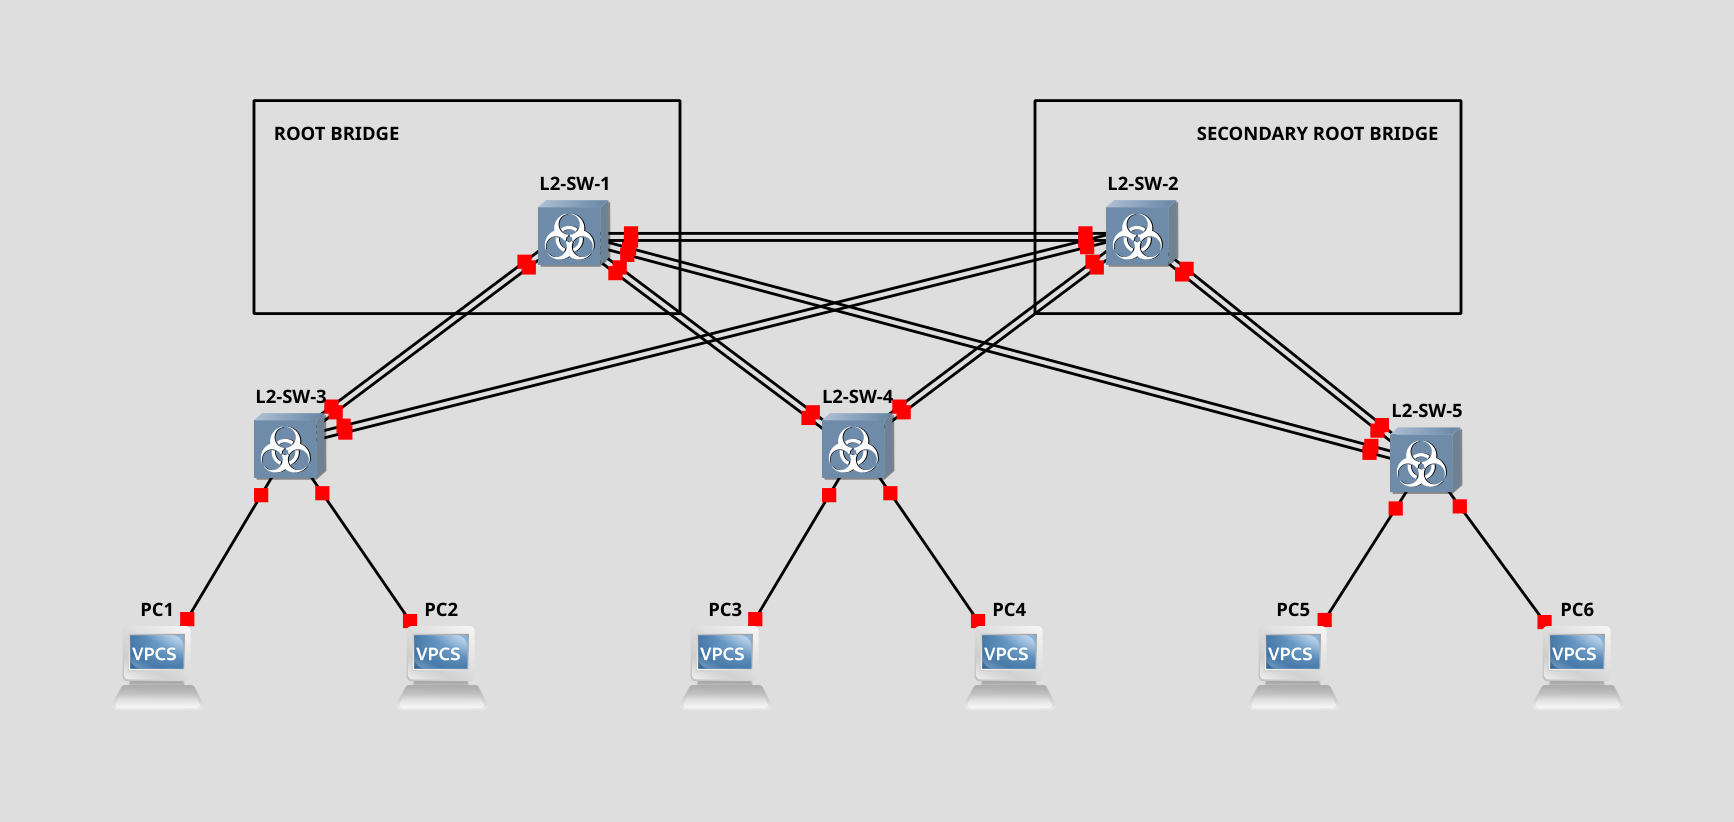 ROOT BRIDGE
SECONDARY ROOT BRIDGE
L2-SW-1
L2-SW-2
L2-SW-3
L2-SW-4
L2-SW-5
PC1
PC2
PC3
PC4
PC5
PC6
VPCS
VPCS
VPCS
VPCS
VPCS
VPCS